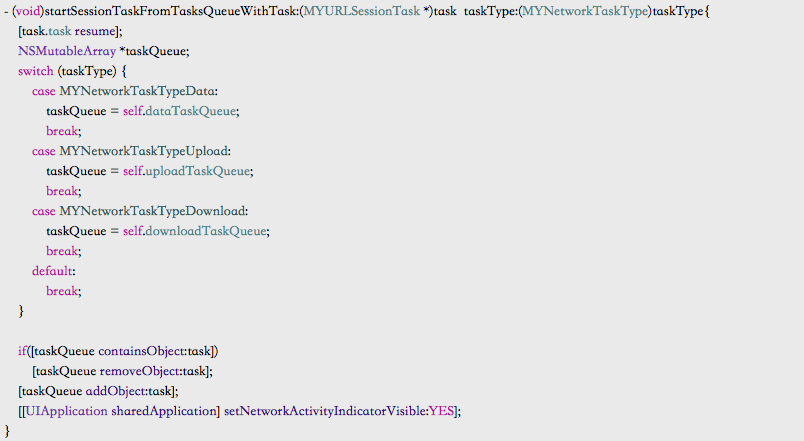 - (void)startSessionTaskFromTasksQueueWithTask:(MYURLSessionTask *)task taskType:(MYNetworkTaskType)taskType{
[task.task resume];
NSMutableArray *taskQueue;
switch (taskType) {
case MYNetworkTaskTypeData:
taskQueue = self.dataTaskQueue;
break;
case MYNetworkTaskTypeUpload:
taskQueue = self.uploadTaskQueue;
break;
case MYNetworkTaskTypeDownload:
taskQueue = self.downloadTaskQueue;
break;
default:
break;
}
if([taskQueue containsObject:task])
[taskQueue removeObject:task];
[taskQueue addObject:task];
[[UIApplication sharedApplication] setNetworkActivityIndicatorVisible:YES];
}